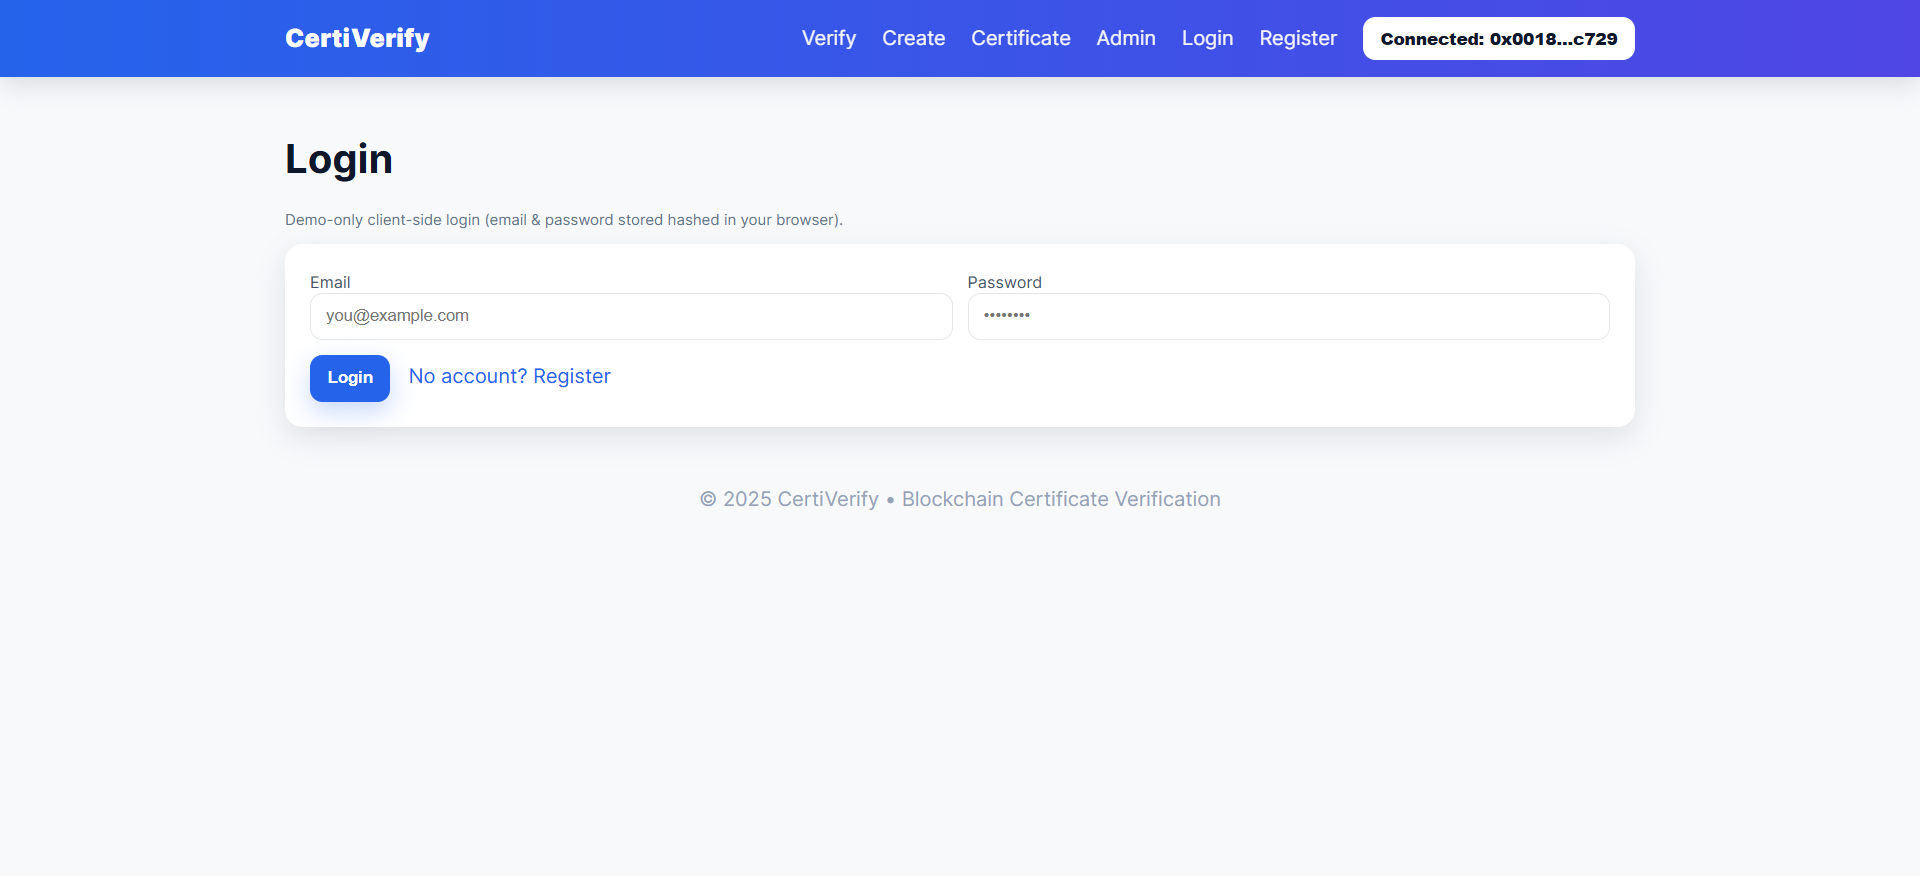 CertiVerify
Verify Create Certificate Admin Login Register Connected: 0x0018...c729
Login
Demo-only client-side login (email & password stored hashed in your browser).
Email Password
you@example.com ••••••••
Login No account? Register
© 2025 CertiVerify • Blockchain Certificate Verification